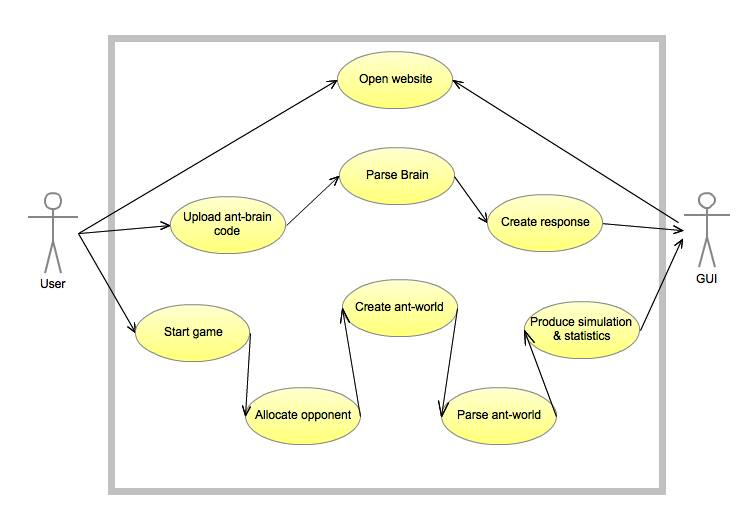 Open website
Parse Brain
Upload ant-brain
code
Create response
User
GUI
Create ant-world
Start game
Produce simulation
& statistics
Allocate opponent
Parse ant-world